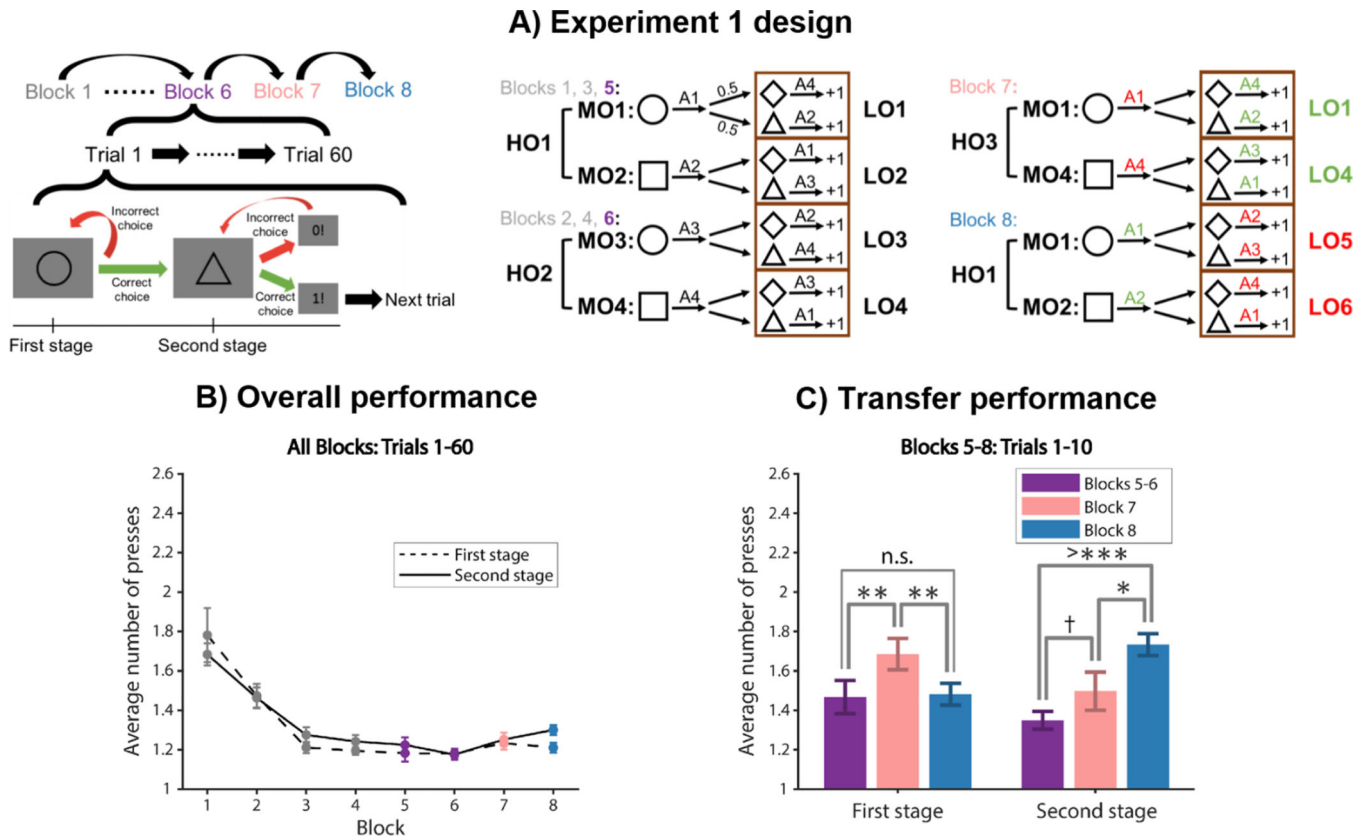 A) Experiment 1 design
Block 1 ······ Block 6 Block 7 Block 8
Trial 1 ······ Trial 60
Incorrect choice
Correct choice
Incorrect choice
Correct choice
0!
1!
Next trial
First stage
Second stage
Blocks 1, 3, 5:
HO1
MO1: A1 0.5 0.5 A4 +1 A2 +1 LO1
MO2: A2 A1 +1 A3 +1 LO2
Blocks 2, 4, 6:
HO2
MO3: A3 A2 +1 A4 +1 LO3
MO4: A4 A3 +1 A1 +1 LO4
Block 7:
HO3
MO1: A1 A4 +1 A2 +1 LO1
MO4: A4 A3 +1 A1 +1 LO4
Block 8:
HO1
MO1: A1 A2 +1 A3 +1 LO5
MO2: A2 A4 +1 A1 +1 LO6
B) Overall performance
All Blocks: Trials 1-60
Average number of presses
2.6
2.4
2.2
2
1.8
1.6
1.4
1.2
1
First stage
Second stage
1 2 3 4 5 6 7 8
Block
C) Transfer performance
Blocks 5-8: Trials 1-10
Average number of presses
2.6
2.4
2.2
2
1.8
1.6
1.4
1.2
1
Blocks 5-6
Block 7
Block 8
n.s.
** **
>***
† *
First stage Second stage